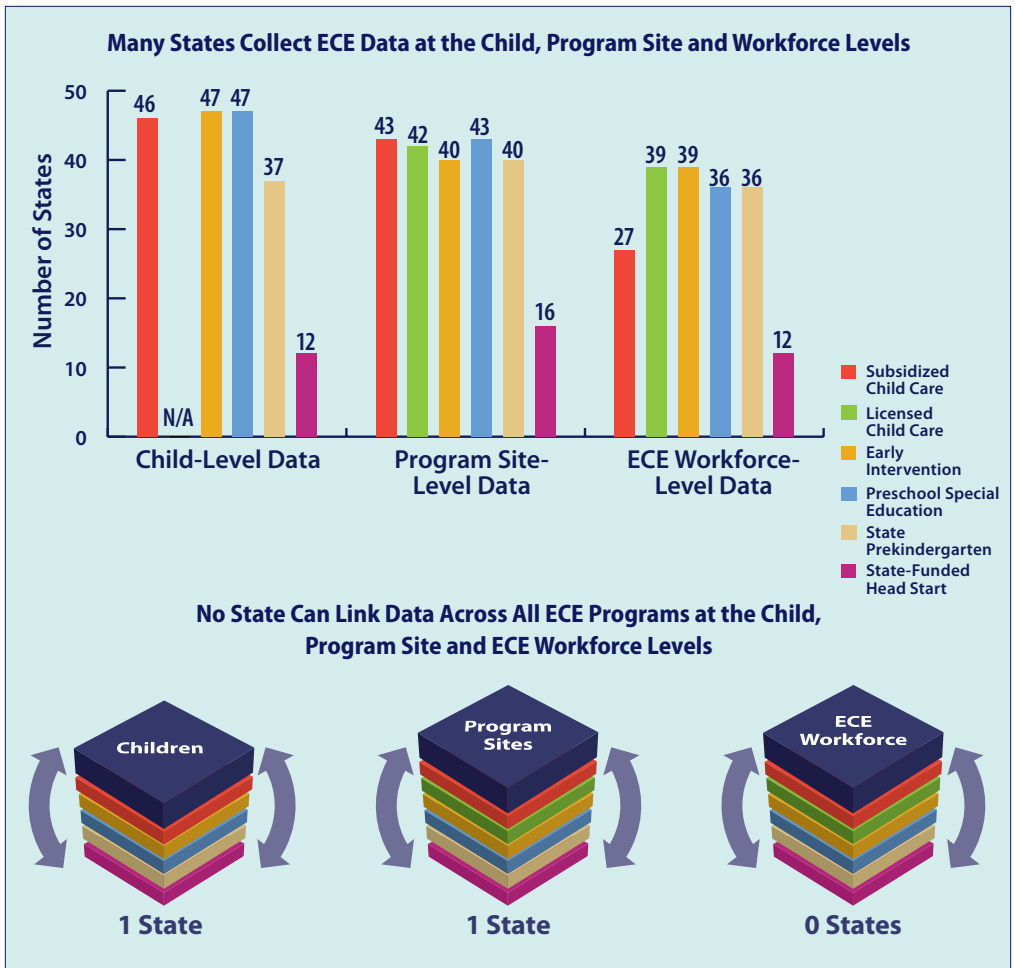 Many States Collect ECE Data at the Child, Program Site and Workforce Levels
Number of States
50
40
30
20
10
0
46
N/A
47
47
37
12
43
42
40
43
40
16
27
39
39
36
36
12
Child-Level Data
Program Site-
Level Data
ECE Workforce-
Level Data
Subsidized
Child Care
Licensed
Child Care
Early
Intervention
Preschool Special
Education
State
Prekindergarten
State-Funded
Head Start
No State Can Link Data Across All ECE Programs at the Child,
Program Site and ECE Workforce Levels
Children
Program
Sites
ECE
Workforce
1 State
1 State
0 States